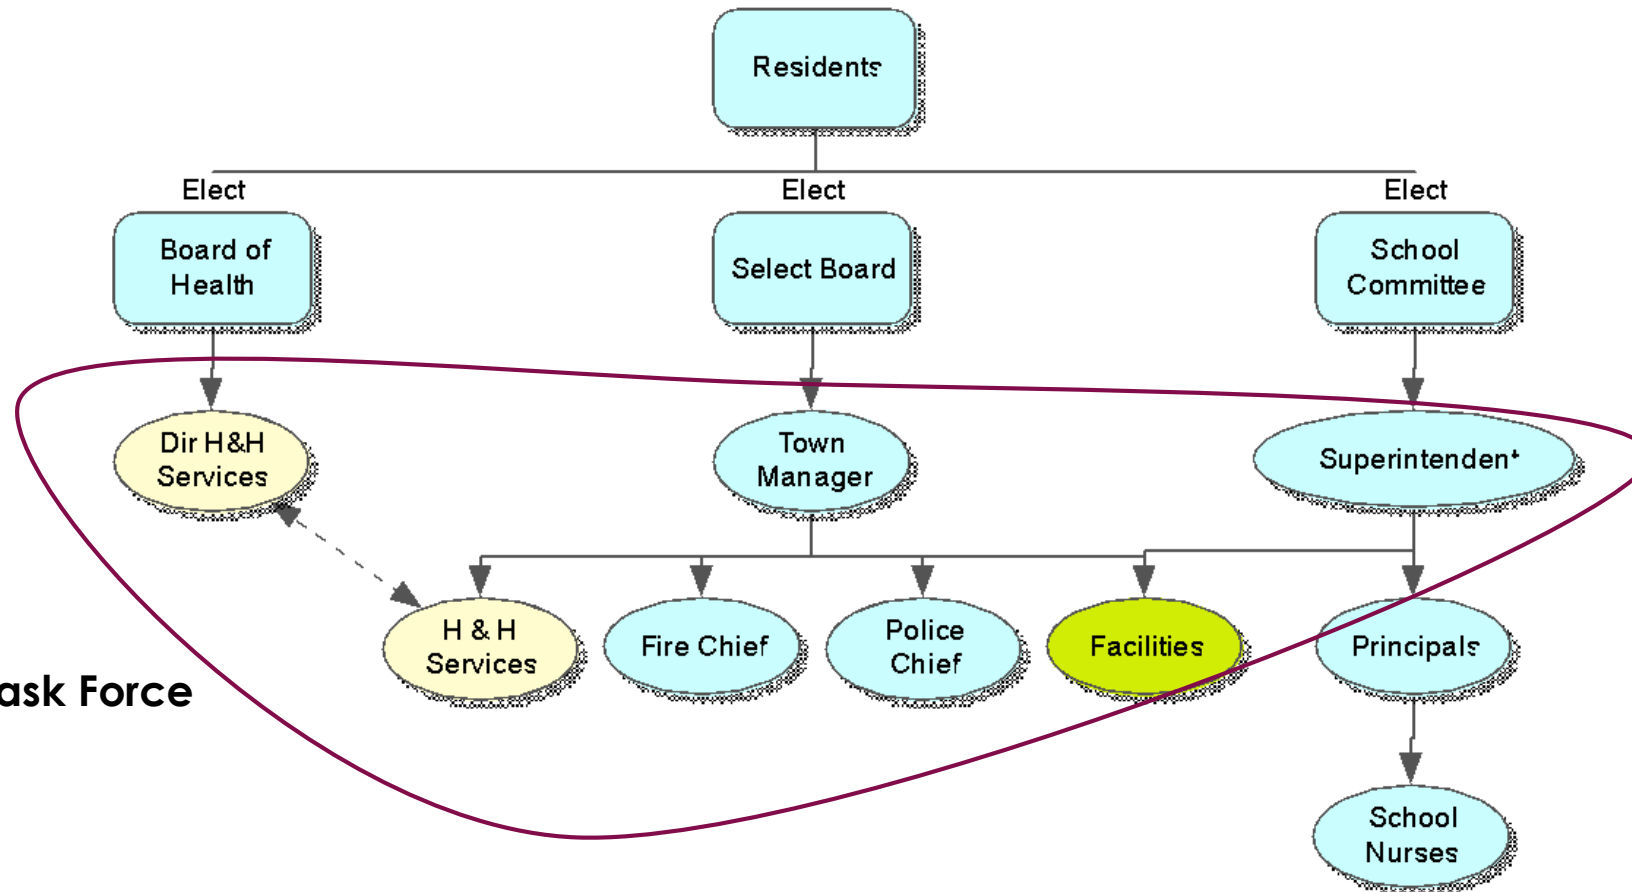 Residents
Elect
Elect
Elect
Board of
Health
Select Board
School
Committee
Dir H&H
Services
Town
Manager
Superintenden
H & H
Services
Fire Chief
Police
Chief
Facilities
Principals
ask Force
School
Nurses